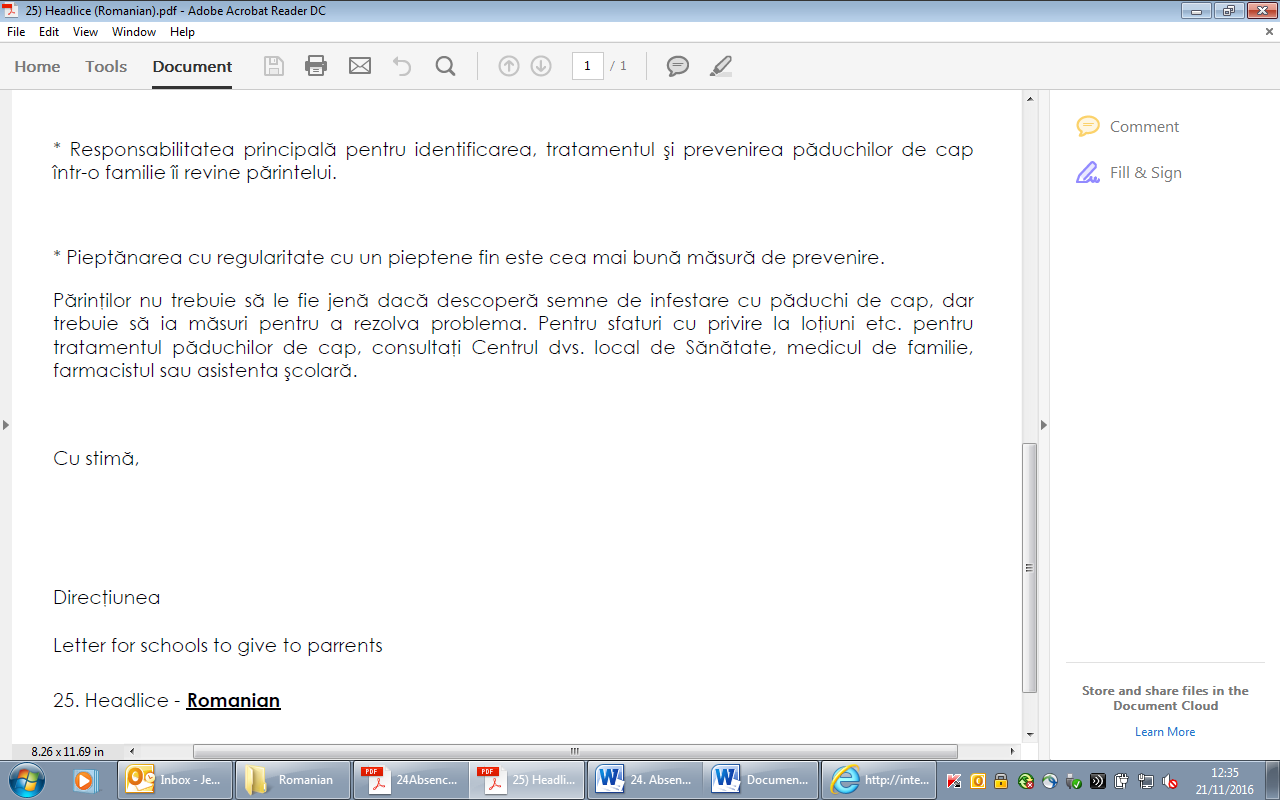 25) Headlice (Romanian).pdf - Adobe Acrobat Reader DC
File Edit View Window Help
Home Tools Document 1 / 1
* Responsabilitatea principală pentru identificarea, tratamentul şi prevenirea păduchilor de cap
într-o familie îi revine părintelui.
* Pieptănarea cu regularitate cu un pieptene fin este cea mai bună măsură de prevenire.
Părinților nu trebuie să le fie jenă dacă descoperă semne de infestare cu păduchi de cap, dar
trebuie să ia măsuri pentru a rezolva problema. Pentru sfaturi cu privire la loțiuni etc. pentru
tratamentul păduchilor de cap, consultați Centrul dvs. local de Sănătate, medicul de familie,
farmacistul sau asistenta şcolară.
Cu stimă,
Direcțiunea
Letter for schools to give to parrents
25. Headlice - Romanian
Comment
Fill & Sign
Store and share files in the
Document Cloud
Learn More
8.26 x 11.69 in
Inbox - Je... Romanian 24Absenc... 25) Headli... 24. Absen... Documen... http://inte...
12:35
21/11/2016